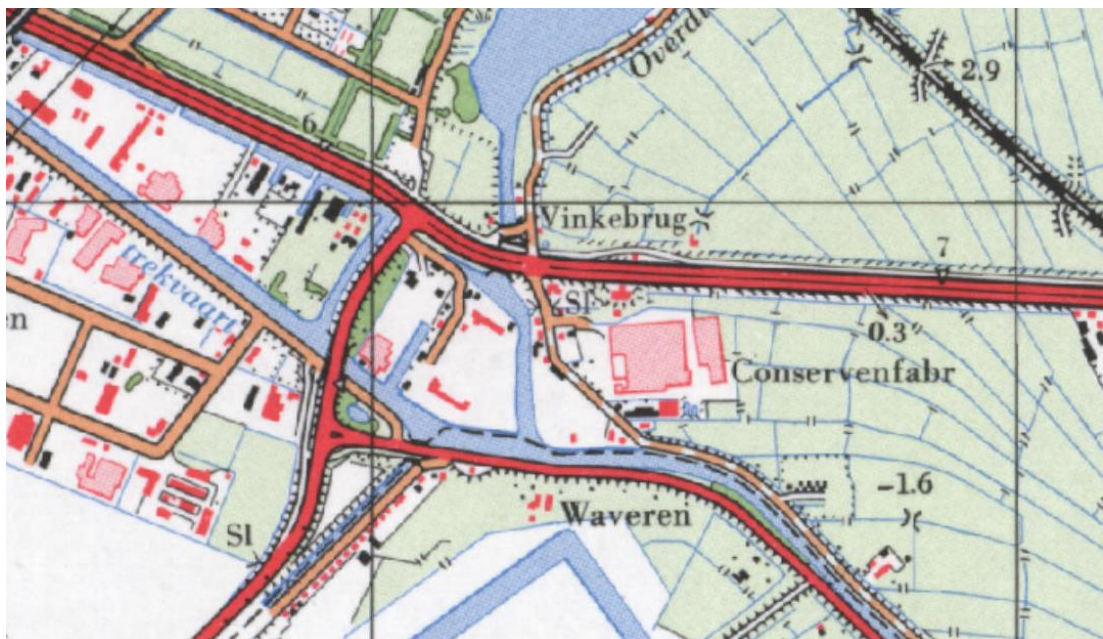 Overd
2.9
6
Vinkebrug
7
trekvaart
Sl
en
0.3
Conservenfabr
-1.6
Waveren
Sl